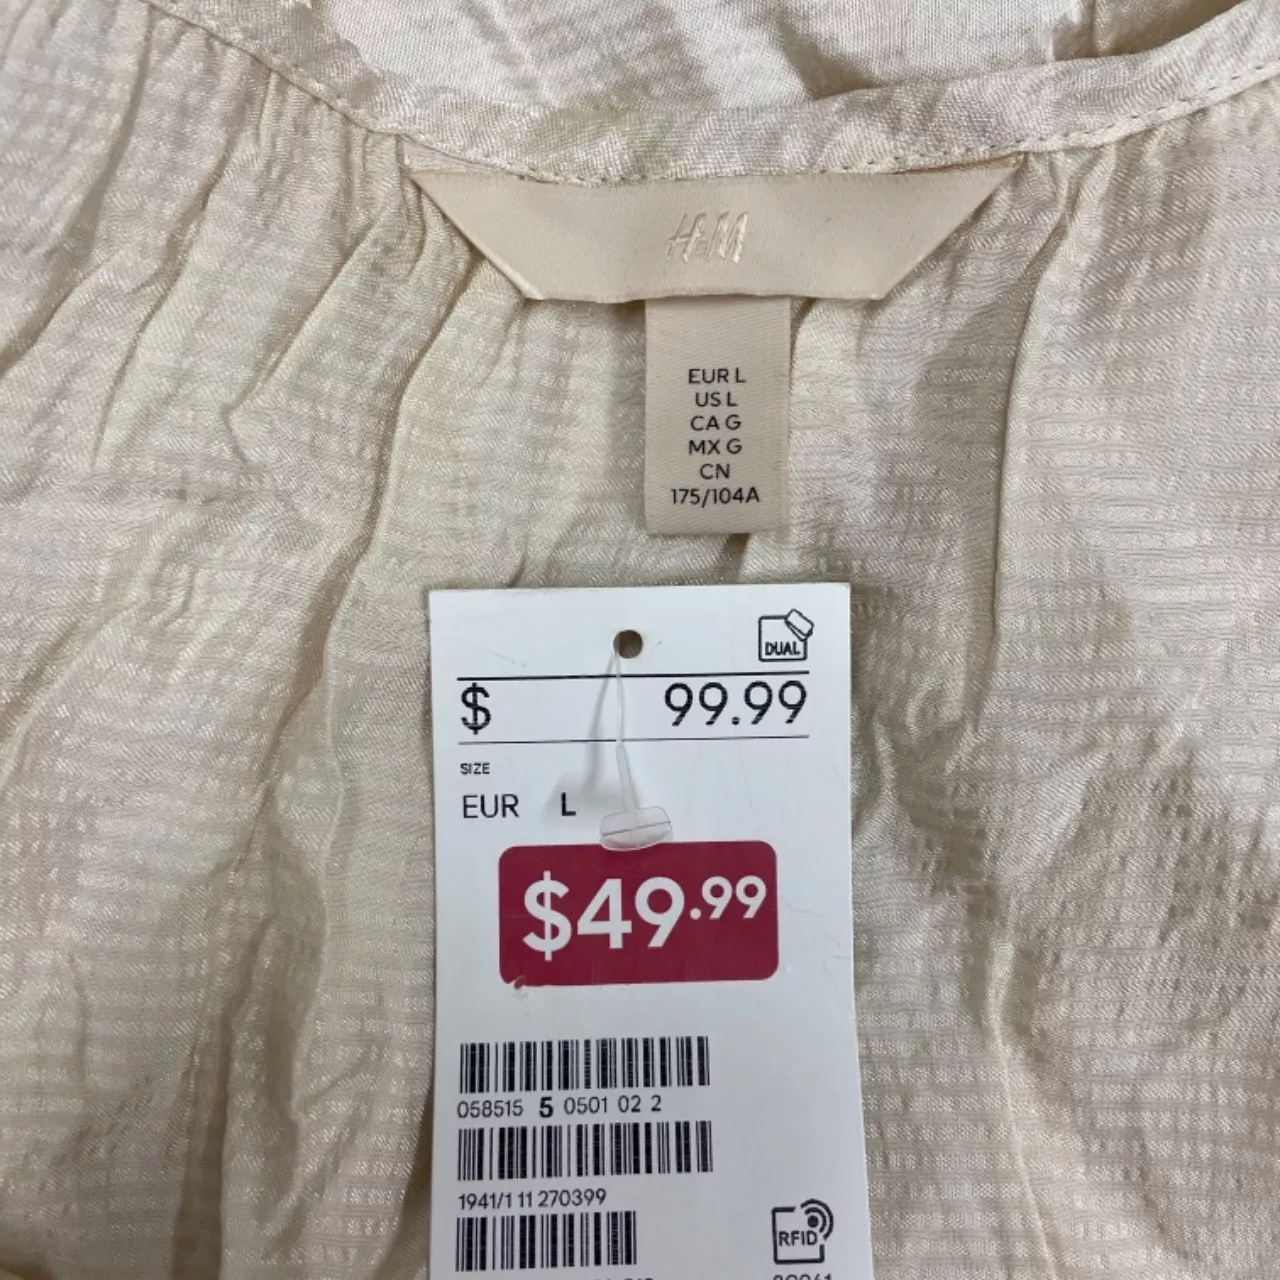 H&M
EUR L
US L
CA G
MX G
CN
175/104A
DUAL
$ 99.99
SIZE
EUR L
$49.99
058515 5 0501 02 2
1941/1 11 270399
RFID